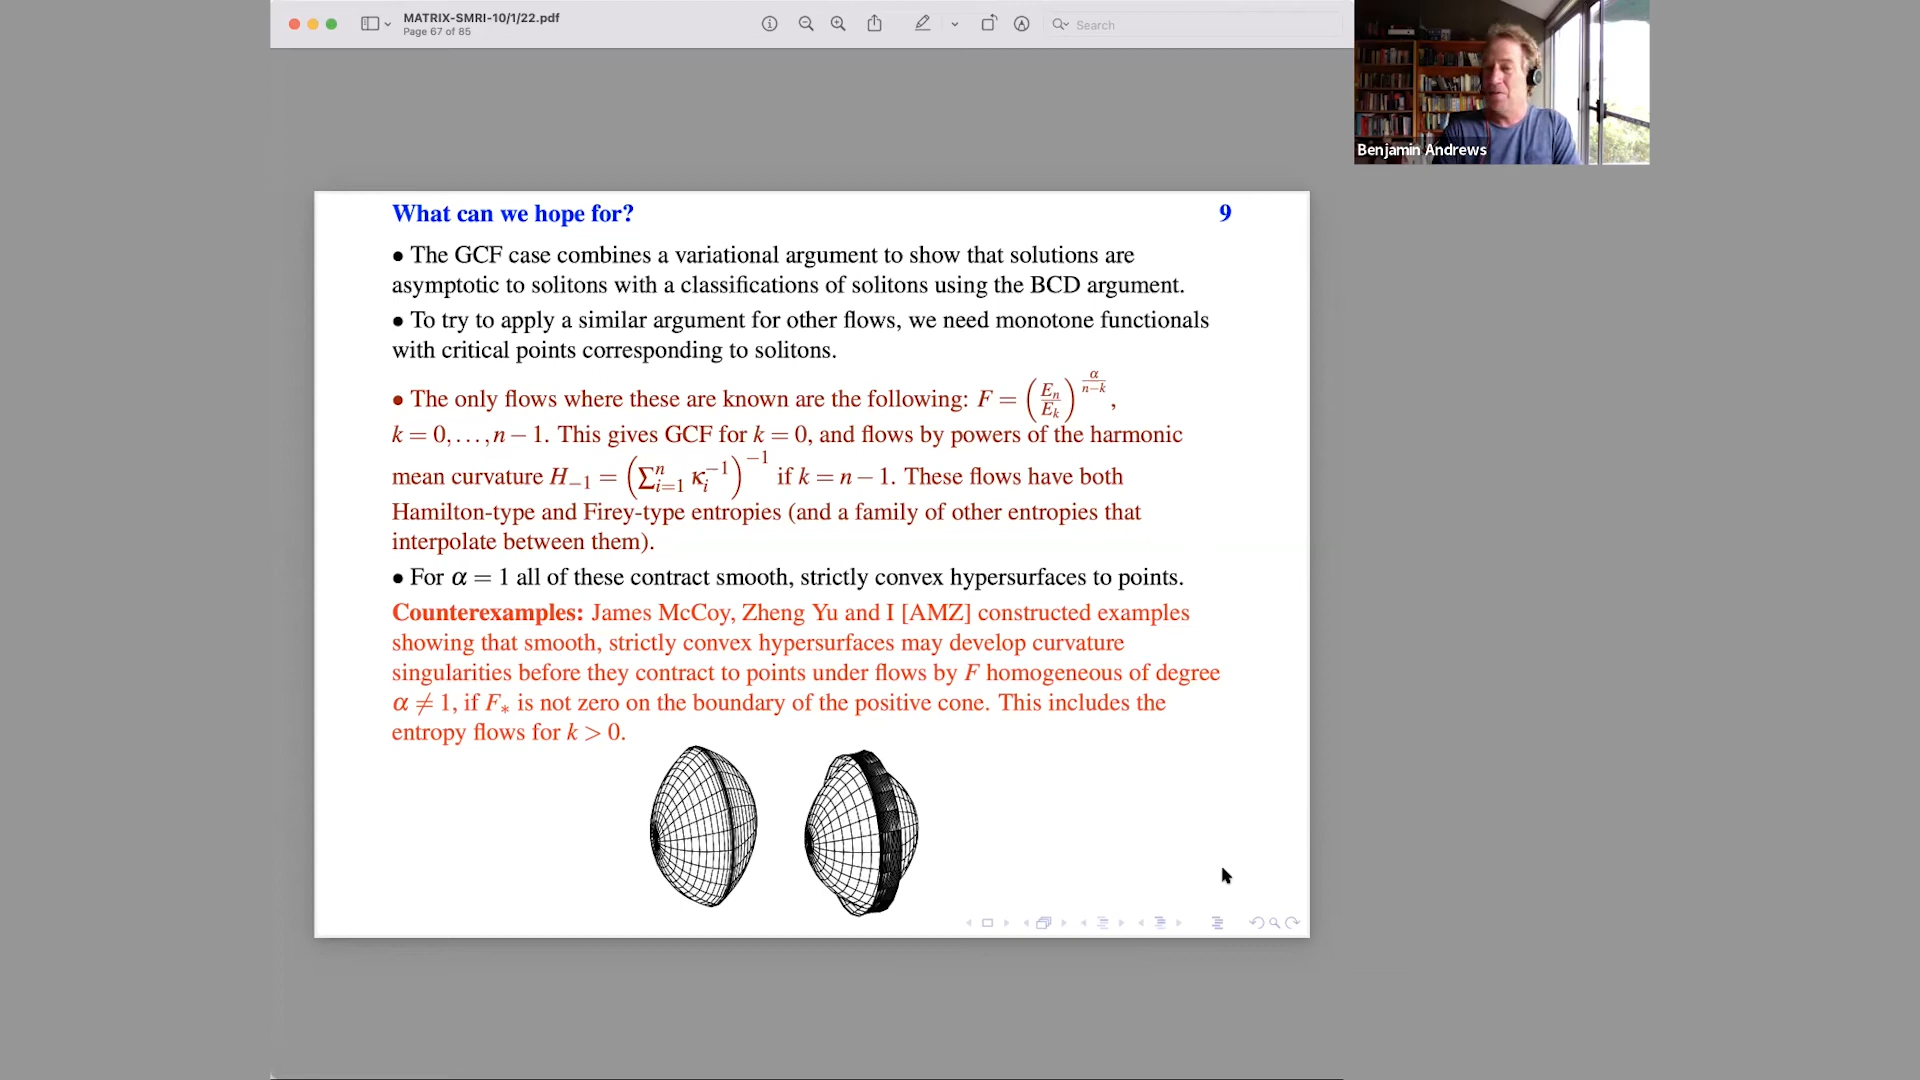 MATRIX-SMRI-10/1/22.pdf
Page 67 of 85
Search
Benjamin Andrews
What can we hope for? 9
• The GCF case combines a variational argument to show that solutions are
asymptotic to solitons with a classifications of solitons using the BCD argument.
• To try to apply a similar argument for other flows, we need monotone functionals
with critical points corresponding to solitons.
• The only flows where these are known are the following: F = (E_n/E_k)^{α/(n−k)},
k = 0,...,n − 1. This gives GCF for k = 0, and flows by powers of the harmonic
mean curvature H_{−1} = (∑_{i=1}^n κ_i^{−1})^{−1} if k = n − 1. These flows have both
Hamilton-type and Firey-type entropies (and a family of other entropies that
interpolate between them).
• For α = 1 all of these contract smooth, strictly convex hypersurfaces to points.
Counterexamples: James McCoy, Zheng Yu and I [AMZ] constructed examples
showing that smooth, strictly convex hypersurfaces may develop curvature
singularities before they contract to points under flows by F homogeneous of degree
α ≠ 1, if F_* is not zero on the boundary of the positive cone. This includes the
entropy flows for k > 0.